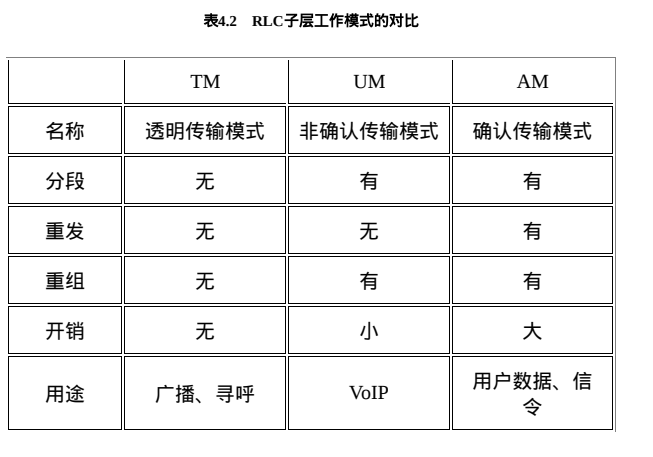 表4.2 RLC子层工作模式的对比
TM UM AM
名称 透明传输模式 非确认传输模式 确认传输模式
分段 无 有 有
重发 无 无 有
重组 无 有 有
开销 无 小 大
用途 广播、寻呼 VoIP 用户数据、信
令